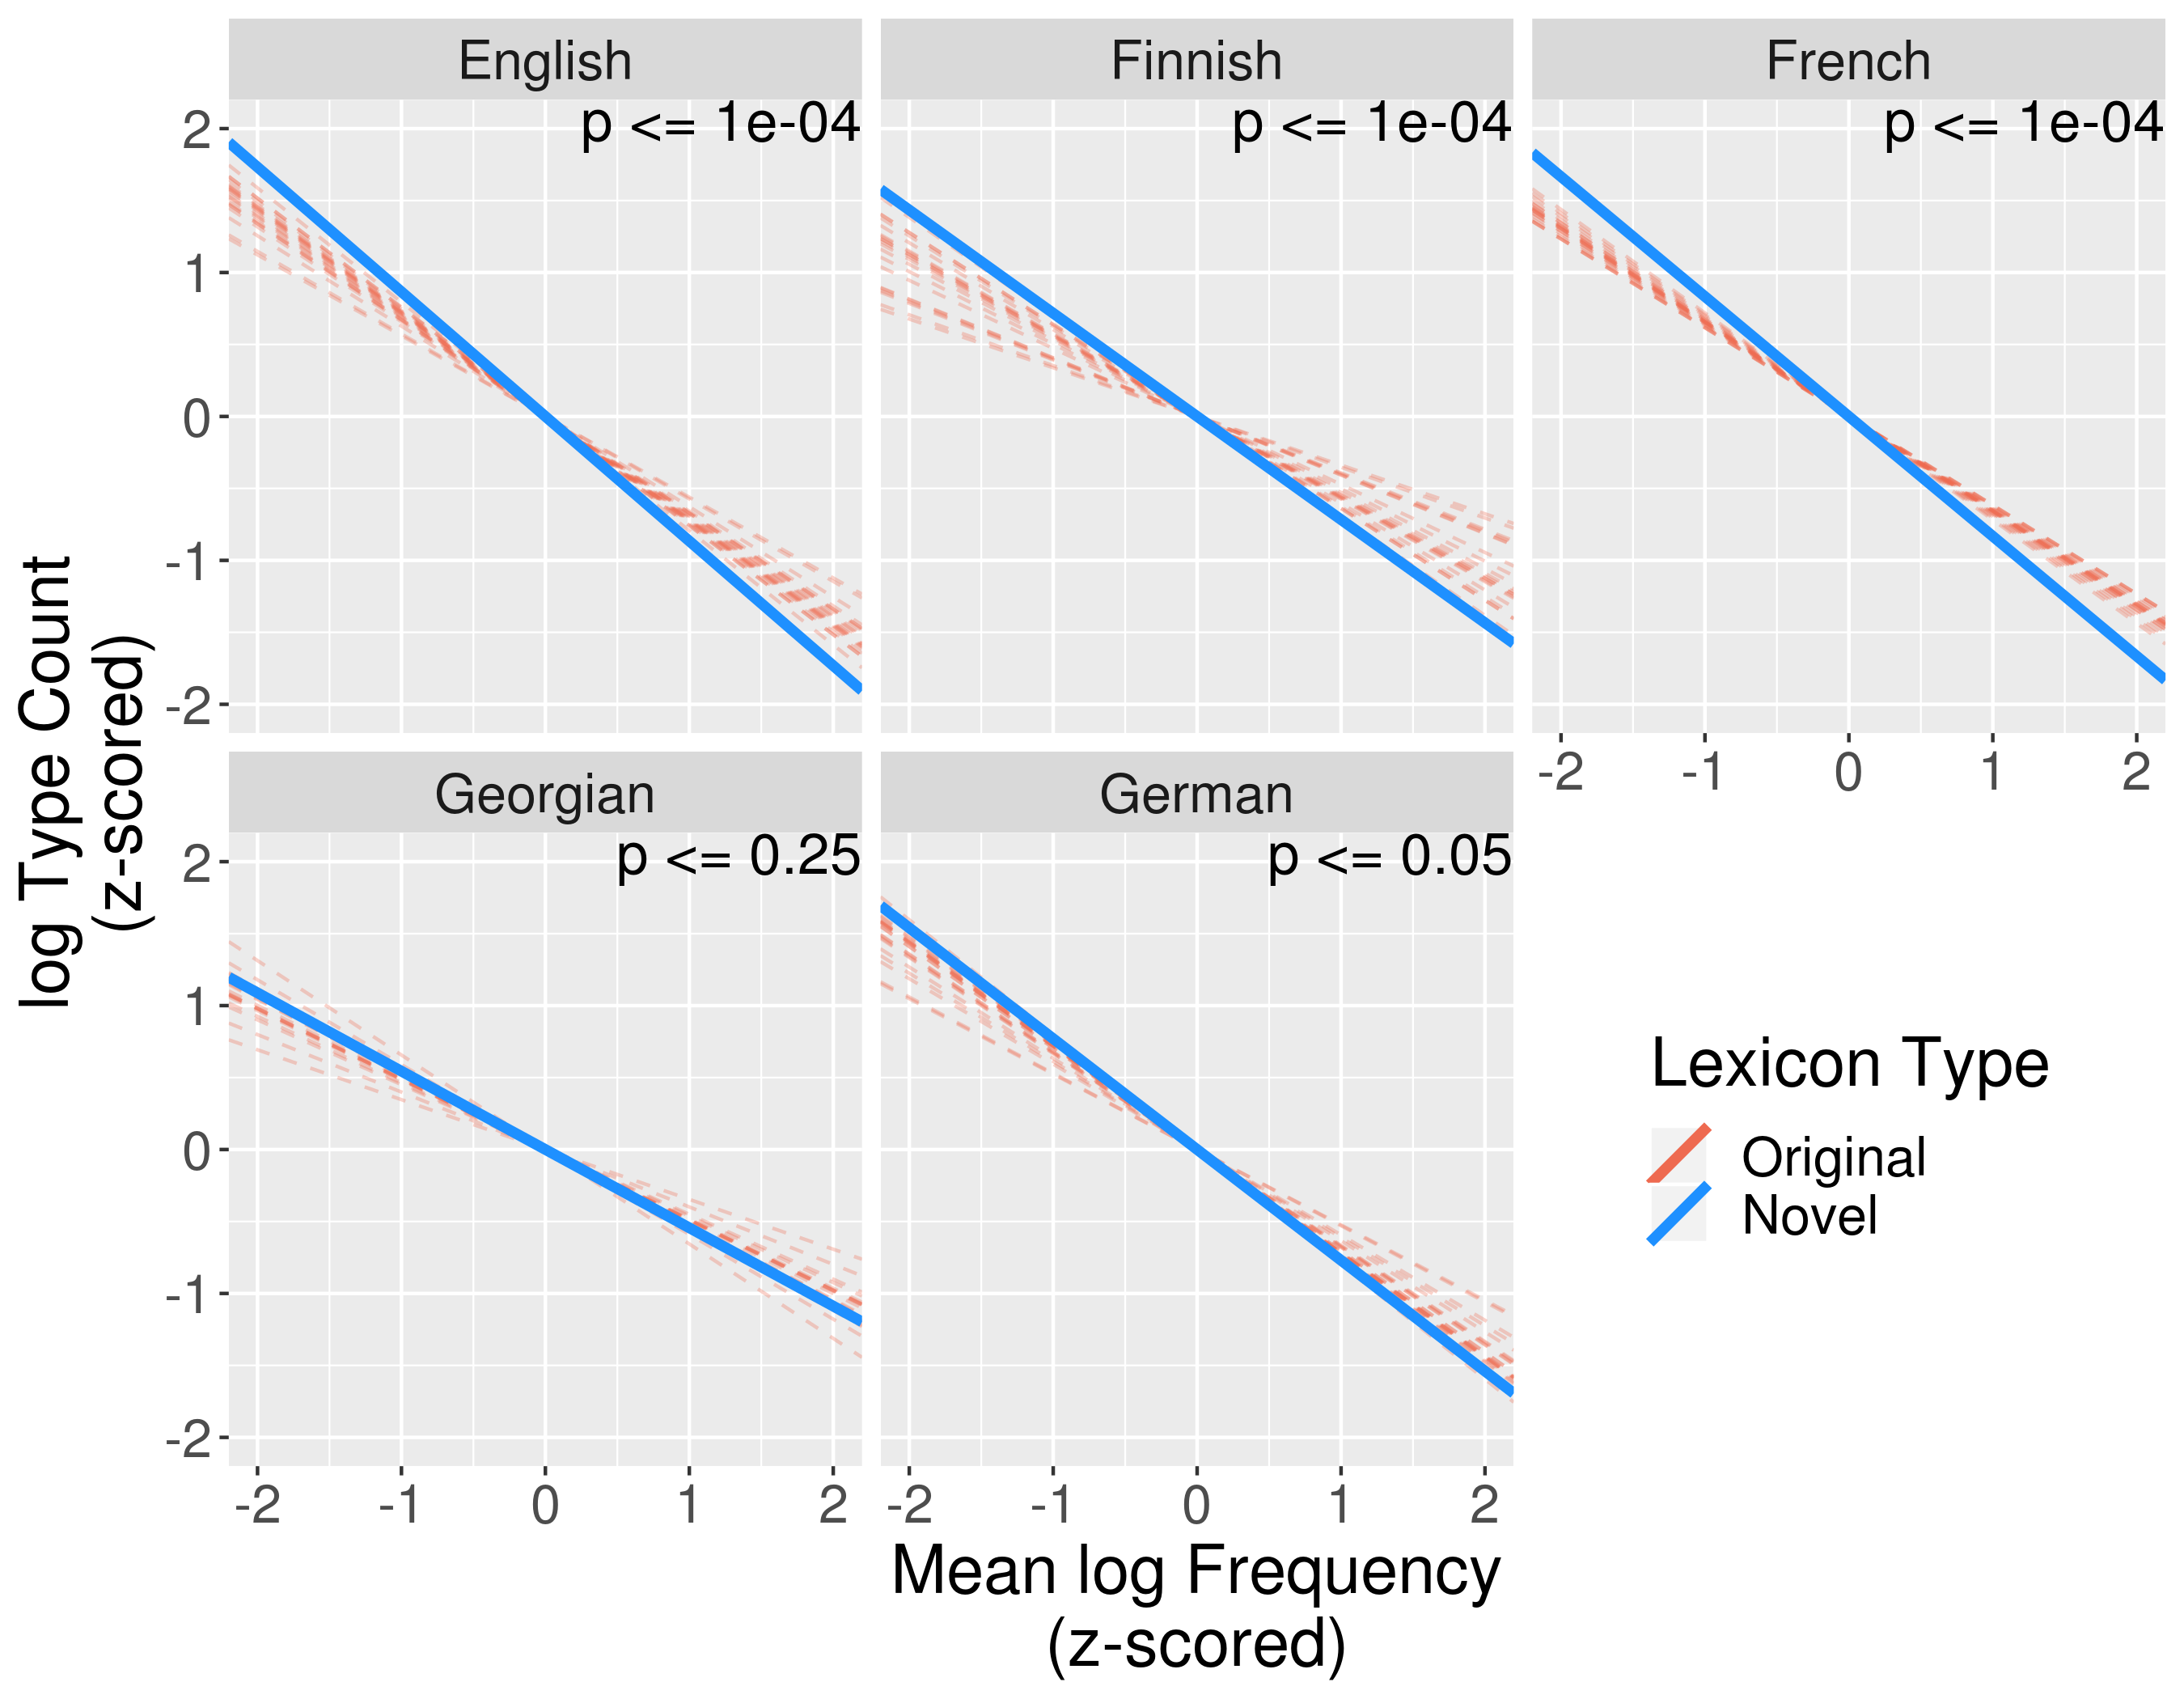 English
Finnish
French
p <= 1e-04
p <= 1e-04
p <= 1e-04
2
1
0
-1
-2
-2
-1
0
1
2
Georgian
German
p <= 0.25
p <= 0.05
2
1
0
-1
-2
-2
-1
0
1
2
-2
-1
0
1
2
log Type Count
(z-scored)
Mean log Frequency
(z-scored)
Lexicon Type
Original
Novel